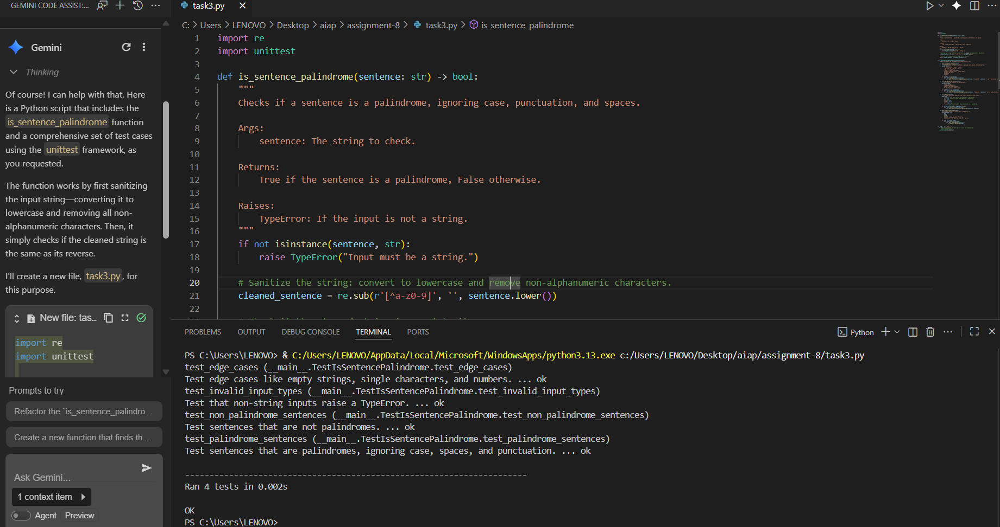 GEMINI CODE ASSIST:...
Gemini
Thinking
Of course! I can help with that. Here
is a Python script that includes the
is_sentence_palindrome function
and a comprehensive set of test cases
using the unittest framework, as
you requested.
The function works by first sanitizing
the input string—converting it to
lowercase and removing all non-
alphanumeric characters. Then, it
simply checks if the cleaned string is
the same as its reverse.
I'll create a new file, task3.py, for
this purpose.
New file: tas...
import re
import unittest
Prompts to try
Refactor the `is_sentence_palindro...
Create a new function that finds th...
Ask Gemini...
1 context item
Agent Preview
task3.py
C: > Users > LENOVO > Desktop > aiap > assignment-8 > task3.py > is_sentence_palindrome
1 import re
2 import unittest
3
4 def is_sentence_palindrome(sentence: str) -> bool:
5 """
6 Checks if a sentence is a palindrome, ignoring case, punctuation, and spaces.
7
8 Args:
9 sentence: The string to check.
10
11 Returns:
12 True if the sentence is a palindrome, False otherwise.
13
14 Raises:
15 TypeError: If the input is not a string.
16 """
17 if not isinstance(sentence, str):
18 raise TypeError("Input must be a string.")
19
20 # Sanitize the string: convert to lowercase and remove non-alphanumeric characters.
21 cleaned_sentence = re.sub(r'[^a-z0-9]', '', sentence.lower())
22
PROBLEMS OUTPUT DEBUG CONSOLE TERMINAL PORTS
Python
PS C:\Users\LENOVO> & C:/Users/LENOVO/AppData/Local/Microsoft/WindowsApps/python3.13.exe c:/Users/LENOVO/Desktop/aiap/assignment-8/task3.py
test_edge_cases (__main__.TestIsSentencePalindrome.test_edge_cases)
Test edge cases like empty strings, single characters, and numbers. ... ok
test_invalid_input_types (__main__.TestIsSentencePalindrome.test_invalid_input_types)
Test that non-string inputs raise a TypeError. ... ok
test_non_palindrome_sentences (__main__.TestIsSentencePalindrome.test_non_palindrome_sentences)
Test sentences that are not palindromes. ... ok
test_palindrome_sentences (__main__.TestIsSentencePalindrome.test_palindrome_sentences)
Test sentences that are palindromes, ignoring case, spaces, and punctuation. ... ok
----------------------------------------------------------------------
Ran 4 tests in 0.002s
OK
PS C:\Users\LENOVO>